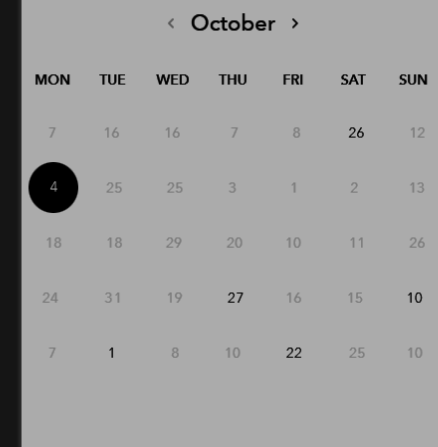 ‹ October ›
MON TUE WED THU FRI SAT SUN
7 16 16 7 8 26 12
4 25 25 3 1 2 13
18 18 29 20 10 11 26
24 31 19 27 16 15 10
7 1 8 10 22 25 10